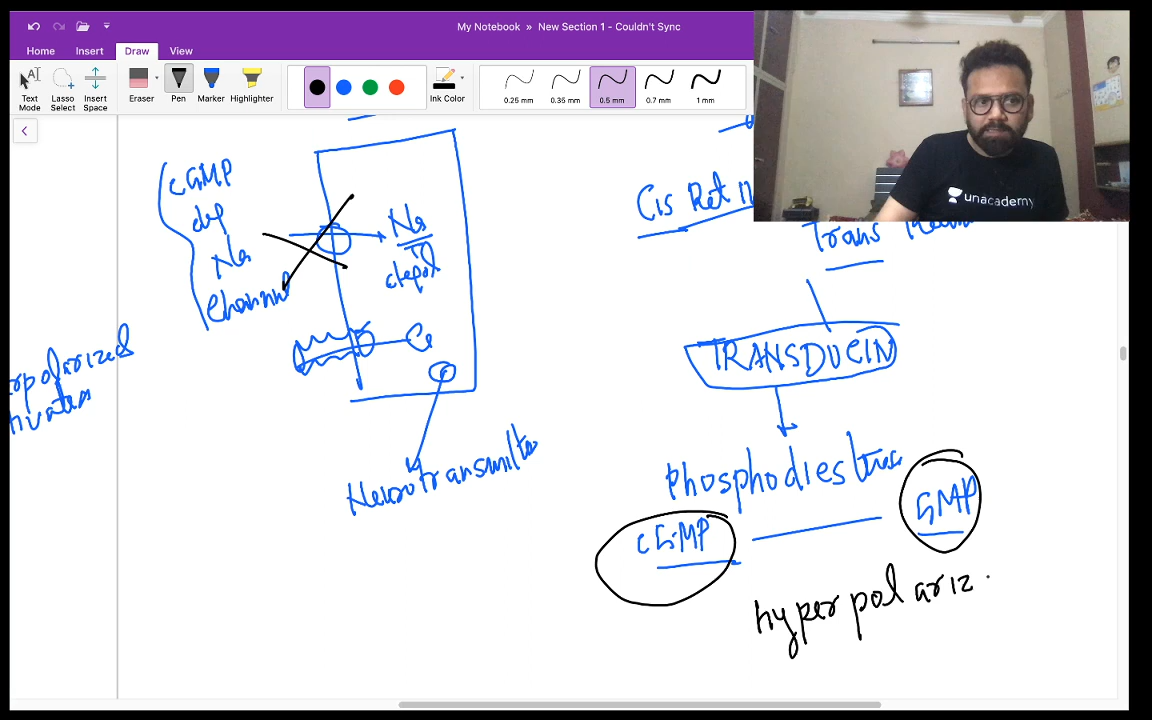 My Notebook » New Section 1 - Couldn't Sync
Home Insert Draw View
Text Mode
Lasso Select
Insert Space
Eraser
Pen
Marker
Highlighter
Ink Color
0.25 mm
0.35 mm
0.5 mm
0.7 mm
1 mm
unacademy
cGMP
dep
Na
Channel
Na
depol
Ca
Neurotransmitter
Cis Ret
Trans
TRANSDUCIN
Phosphodiestrase
cGMP
GMP
hyperpolariz